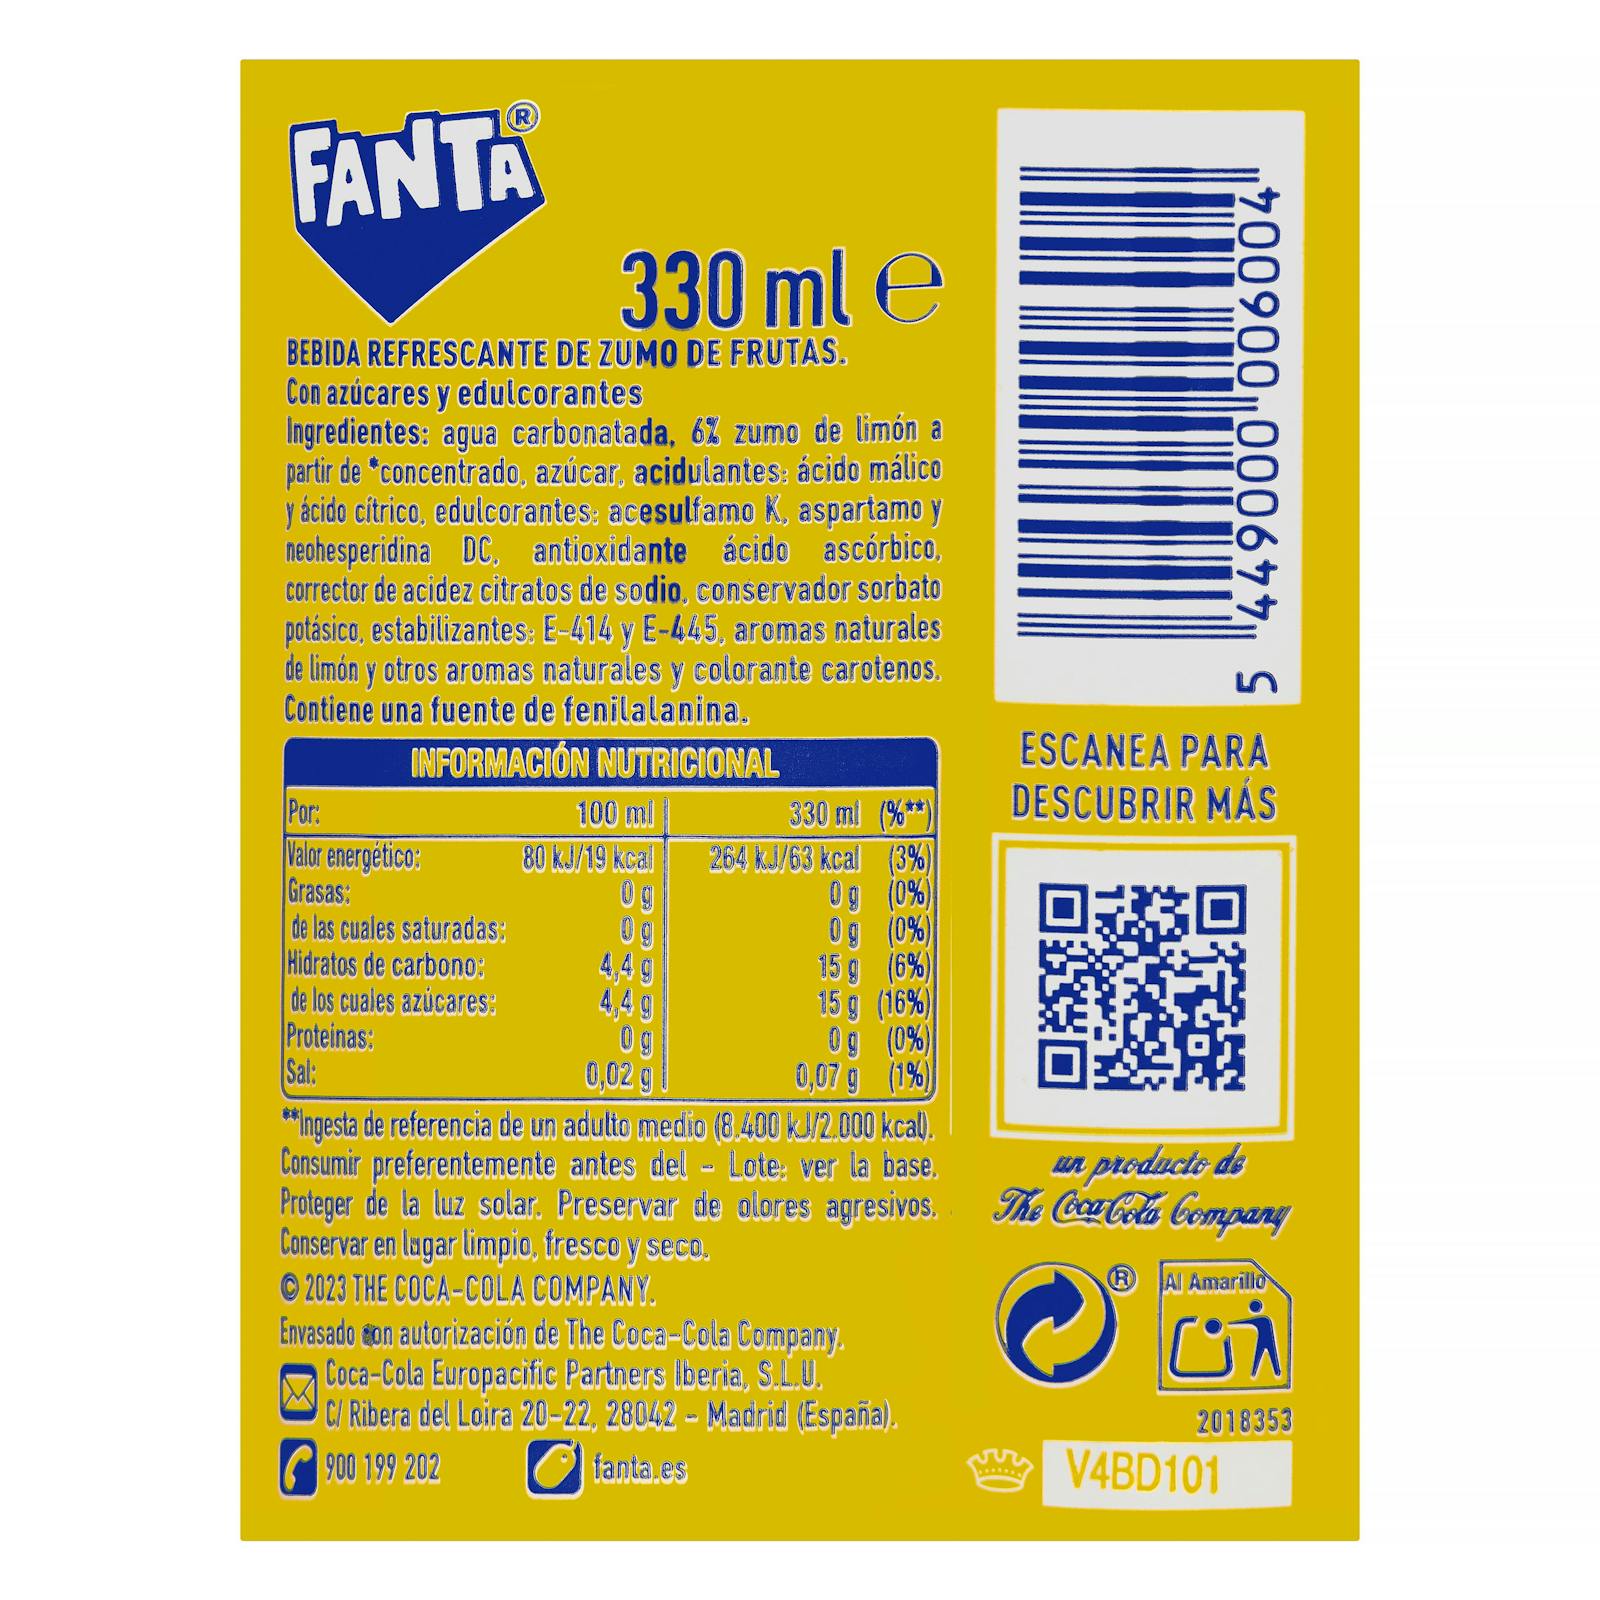 FANTA®
330 ml ℮
BEBIDA REFRESCANTE DE ZUMO DE FRUTAS.
Con azúcares y edulcorantes
Ingredientes: agua carbonatada, 6% zumo de limón a
partir de *concentrado, azúcar, acidulantes: ácido málico
y ácido cítrico, edulcorantes: acesulfamo K, aspartamo y
neohesperidina DC, antioxidante ácido ascórbico,
corrector de acidez citratos de sodio, conservador sorbato
potásico, estabilizantes: E-414 y E-445, aromas naturales
de limón y otros aromas naturales y colorante carotenos.
Contiene una fuente de fenilalanina.
INFORMACIÓN NUTRICIONAL
Por: 100 ml 330 ml (%**)
Valor energético: 80 kJ/19 kcal 264 kJ/63 kcal (3%)
Grasas: 0 g 0 g (0%)
de las cuales saturadas: 0 g 0 g (0%)
Hidratos de carbono: 4,4 g 15 g (6%)
de los cuales azúcares: 4,4 g 15 g (16%)
Proteínas: 0 g 0 g (0%)
Sal: 0,02 g 0,07 g (1%)
**Ingesta de referencia de un adulto medio (8.400 kJ/2.000 kcal).
Consumir preferentemente antes del - Lote: ver la base.
Proteger de la luz solar. Preservar de olores agresivos.
Conservar en lugar limpio, fresco y seco.
© 2023 THE COCA-COLA COMPANY.
Envasado con autorización de The Coca-Cola Company.
Coca-Cola Europacific Partners Iberia, S.L.U.
C/ Ribera del Loira 20-22, 28042 - Madrid (España).
900 199 202
fanta.es
5 449000 006004
ESCANEA PARA
DESCUBRIR MÁS
un producto de
The Coca-Cola Company
®
Al Amarillo
2018353
V4BD101